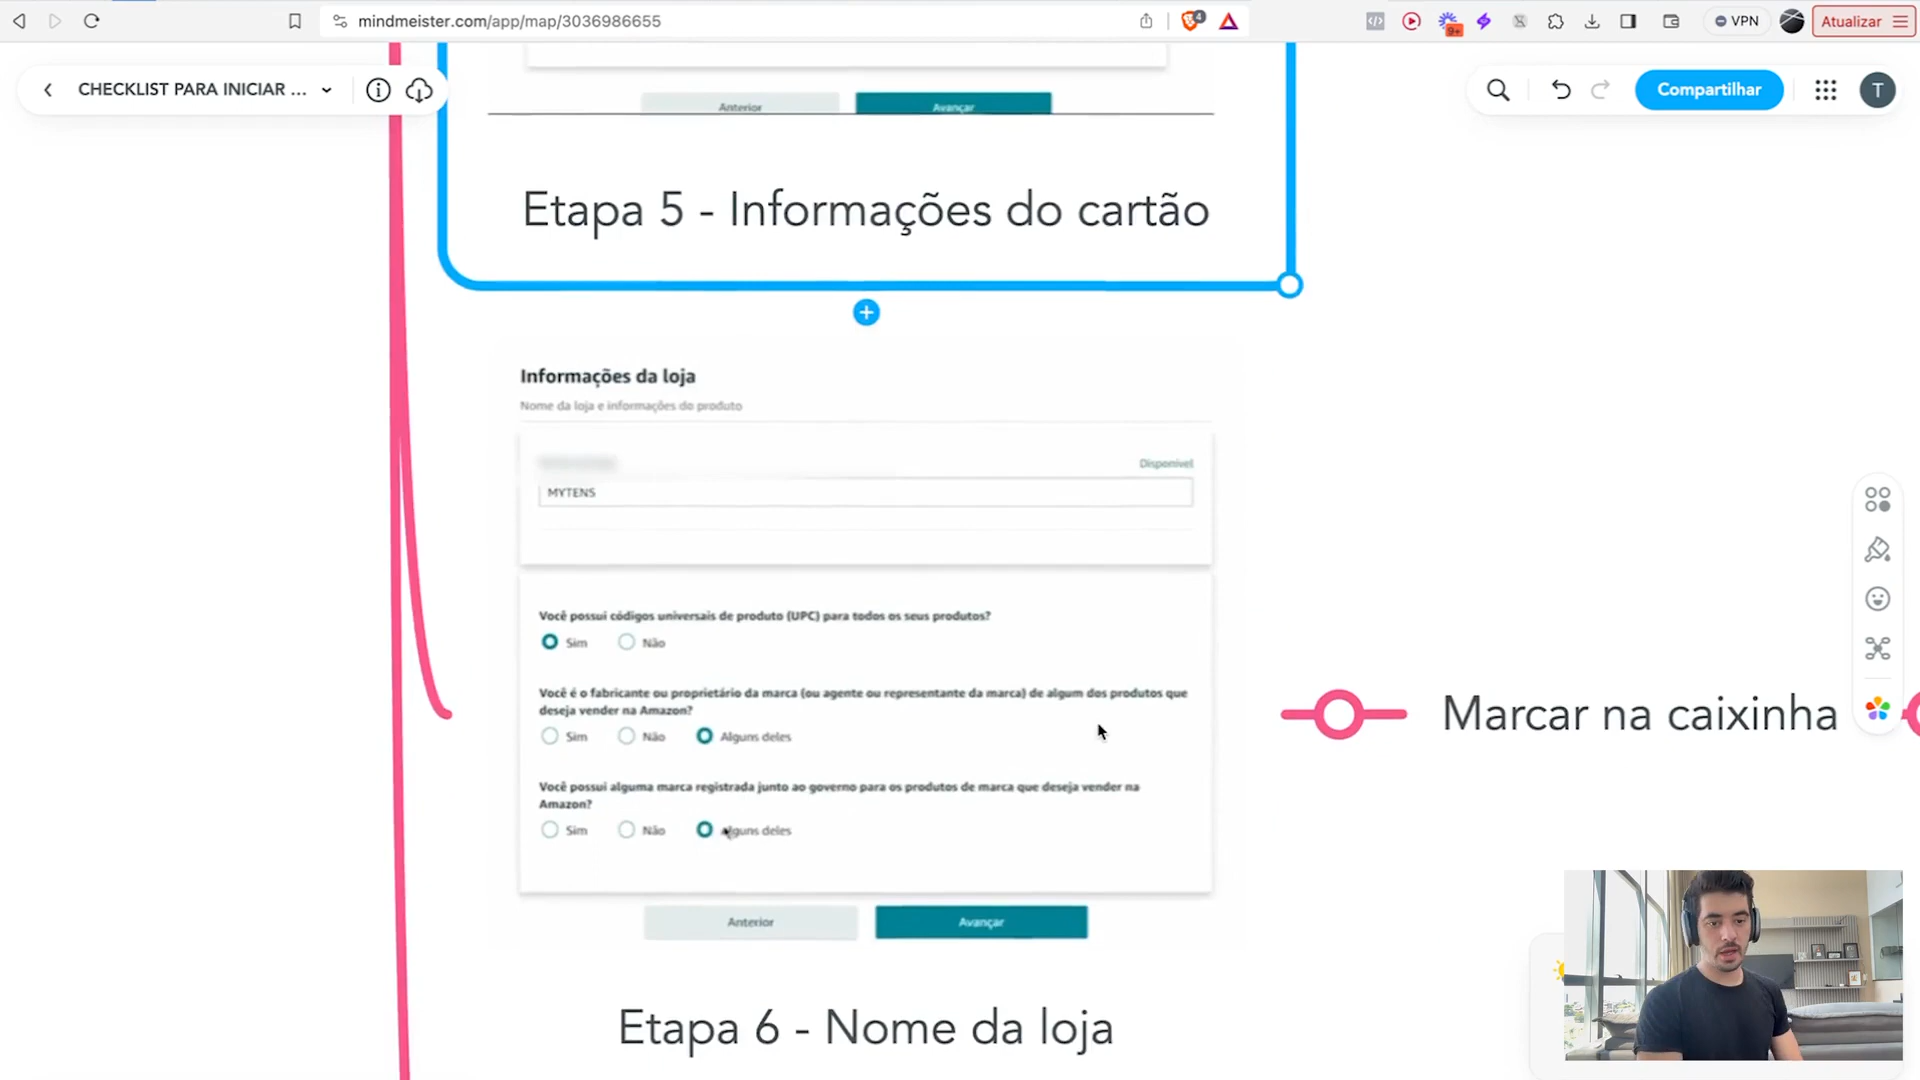 mindmeister.com/app/map/3036986655
4
9+
VPN
Atualizar
CHECKLIST PARA INICIAR ...
Compartilhar
T
Anterior
Avançar
Etapa 5 - Informações do cartão
Informações da loja
Nome da loja e informações do produto
Disponível
MYTENS
Você possui códigos universais de produto (UPC) para todos os seus produtos?
Sim Não
Você é o fabricante ou proprietário da marca (ou agente ou representante da marca) de algum dos produtos que
deseja vender na Amazon?
Sim Não Alguns deles
Você possui alguma marca registrada junto ao governo para os produtos de marca que deseja vender na
Amazon?
Sim Não Alguns deles
Anterior
Avançar
Marcar na caixinha
Etapa 6 - Nome da loja